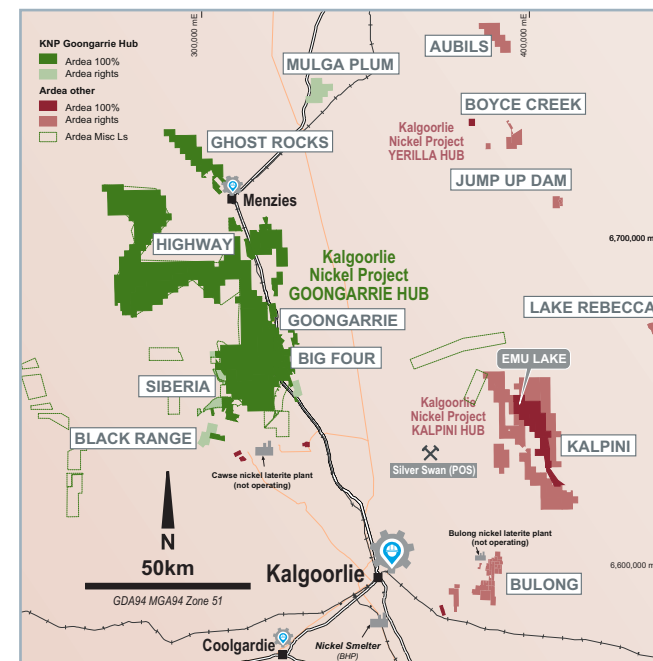 300,000 mE
400,000 mE
KNP Goongarrie Hub
Ardea 100%
Ardea rights
Ardea other
Ardea 100%
Ardea rights
Ardea Misc Ls
AUBILS
MULGA PLUM
BOYCE CREEK
Kalgoorlie
Nickel Project
YERILLA HUB
GHOST ROCKS
JUMP UP DAM
Menzies
6,700,000 m
HIGHWAY
Kalgoorlie
Nickel Project
GOONGARRIE HUB
LAKE REBECCA
GOONGARRIE
BIG FOUR
EMU LAKE
SIBERIA
Kalgoorlie
Nickel Project
KALPINI HUB
BLACK RANGE
KALPINI
Cawse nickel laterite plant
(not operating)
Silver Swan (POS)
N
50km
GDA94 MGA94 Zone 51
Bulong nickel laterite plant
(not operating)
Kalgoorlie
6,600,000 m
BULONG
Coolgardie
Nickel Smelter
(BHP)